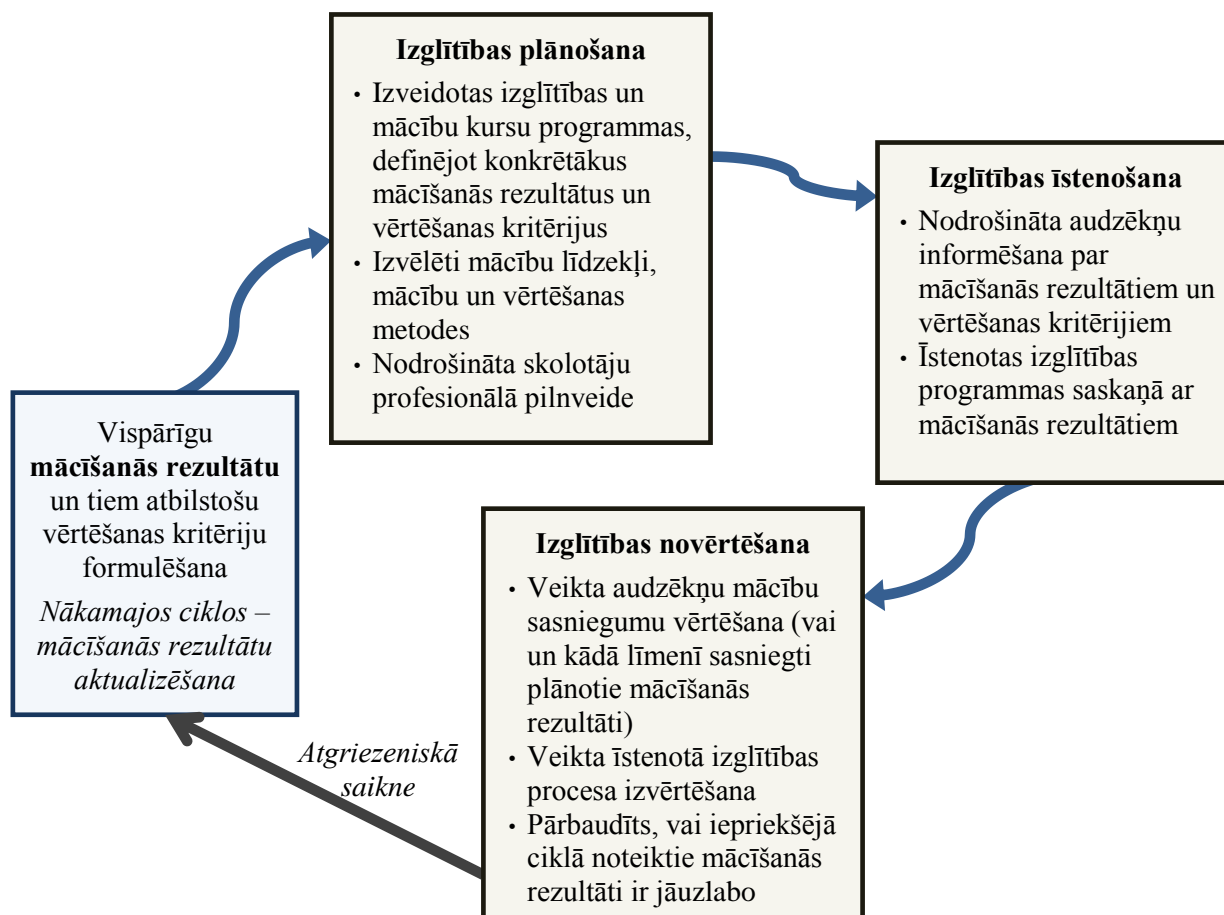 Vispārīgu
mācīšanās rezultātu
un tiem atbilstošu
vērtēšanas kritēriju
formulēšana
Nākamajos ciklos –
mācīšanās rezultātu
aktualizēšana
Izglītības plānošana
• Izveidotas izglītības un
mācību kursu programmas,
definējot konkrētākus
mācīšanās rezultātus un
vērtēšanas kritērijus
• Izvēlēti mācību līdzekļi,
mācību un vērtēšanas
metodes
• Nodrošināta skolotāju
profesionālā pilnveide
Izglītības īstenošana
• Nodrošināta audzēkņu
informēšana par
mācīšanās rezultātiem un
vērtēšanas kritērijiem
• Īstenotas izglītības
programmas saskaņā ar
mācīšanās rezultātiem
Izglītības novērtēšana
• Veikta audzēkņu mācību
sasniegumu vērtēšana (vai
un kādā līmenī sasniegti
plānotie mācīšanās
rezultāti)
• Veikta īstenotā izglītības
procesa izvērtēšana
• Pārbaudīts, vai iepriekšējā
ciklā noteiktie mācīšanās
rezultāti ir jāuzlabo
Atgriezeniskā
saikne